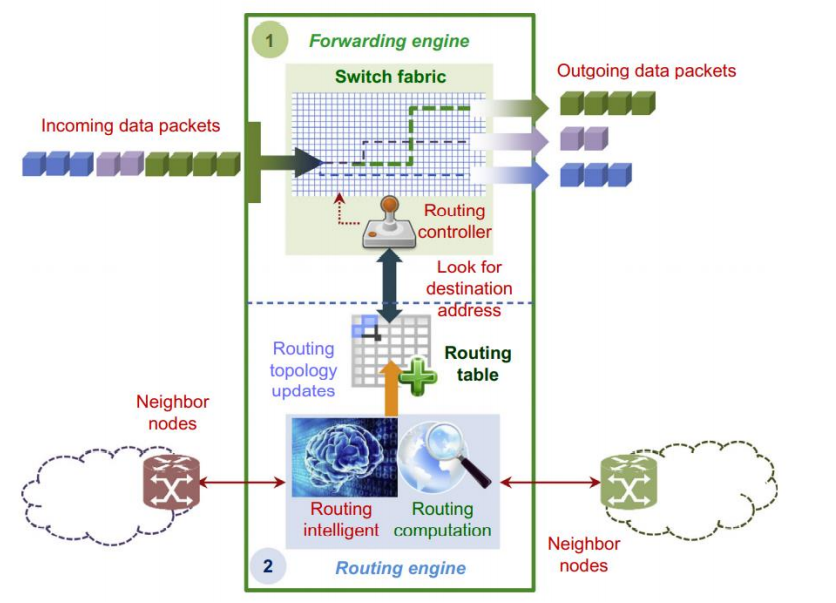 1
Forwarding engine
Switch fabric
Outgoing data packets
Incoming data packets
Routing
controller
Look for
destination
address
Routing
topology
updates
Routing
table
Neighbor
nodes
Routing
intelligent
Routing
computation
Neighbor
nodes
2
Routing engine